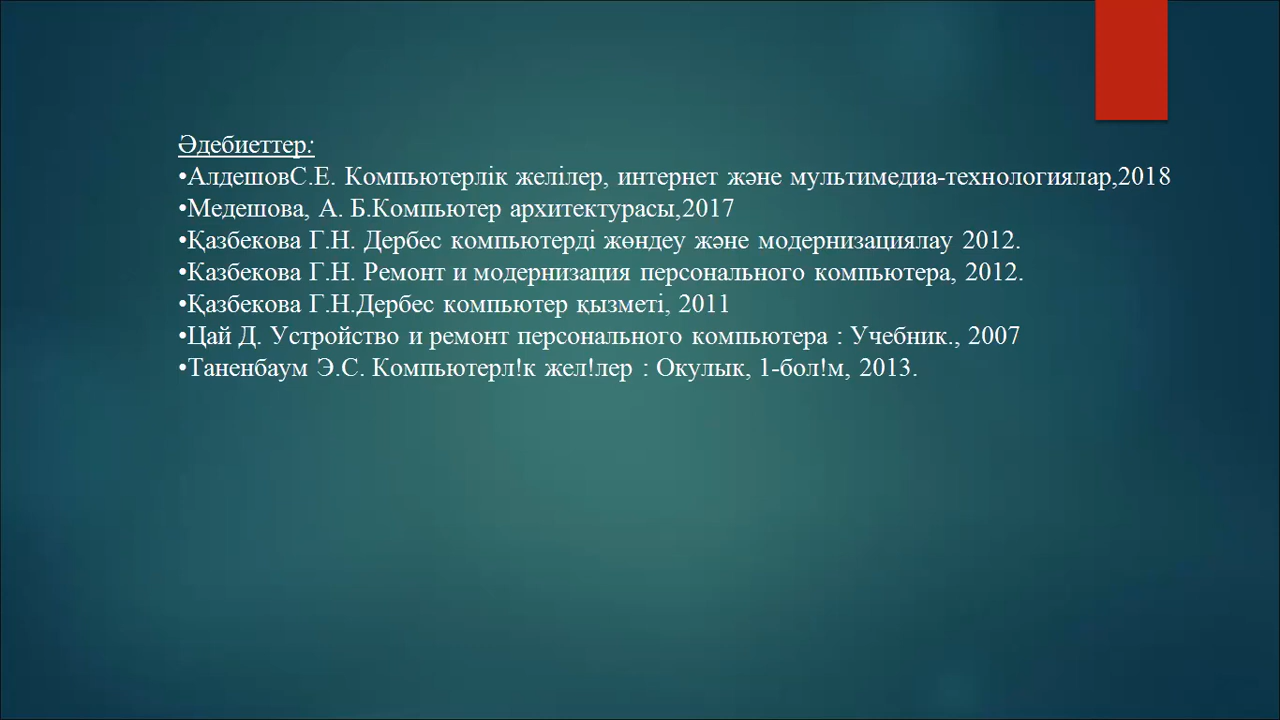 Әдебиеттер:
•АлдешовС.Е. Компьютерлік желілер, интернет және мультимедиа-технологиялар,2018
•Медешова, А. Б.Компьютер архитектурасы,2017
•Қазбекова Г.Н. Дербес компьютерді жөндеу және модернизациялау 2012.
•Казбекова Г.Н. Ремонт и модернизация персонального компьютера, 2012.
•Қазбекова Г.Н.Дербес компьютер қызметі, 2011
•Цай Д. Устройство и ремонт персонального компьютера : Учебник., 2007
•Таненбаум Э.С. Компьютерл!к жел!лер : Окулык, 1-бол!м, 2013.